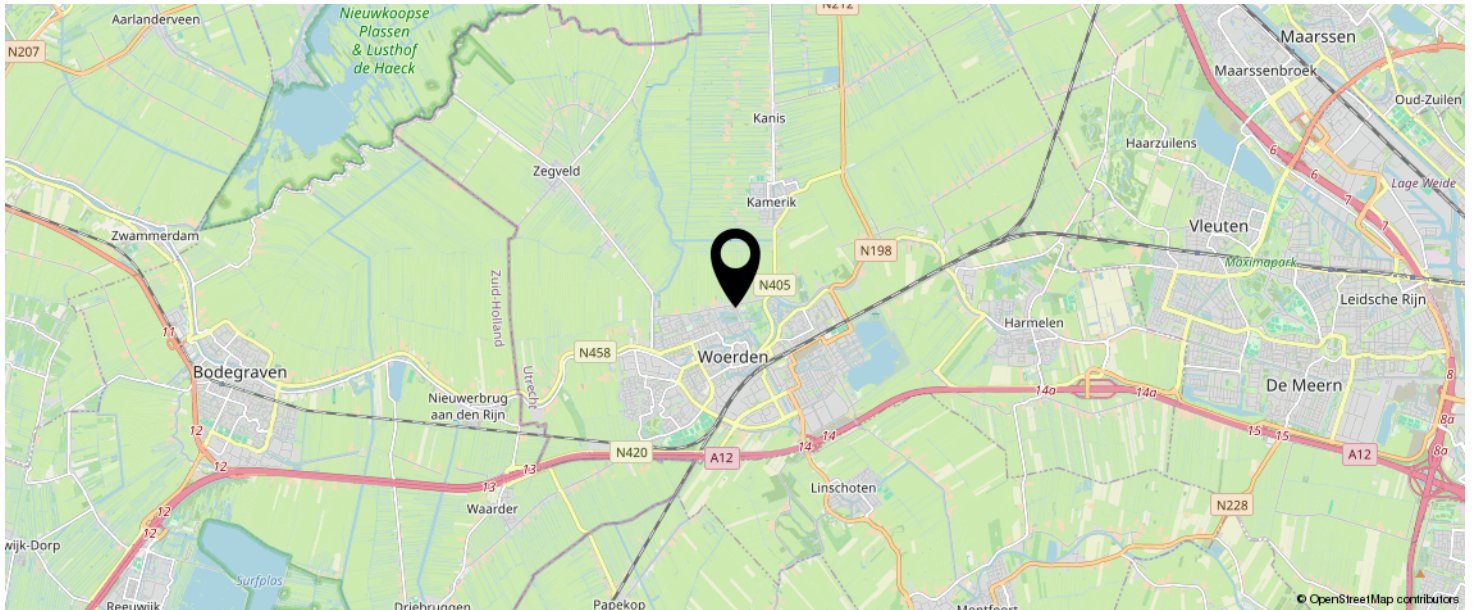 N212
Aarlanderveen
Nieuwkoopse
Plassen
& Lusthof
de Haeck
Maarssen
N207
Maarssenbroek
Oud-Zuilen
Kanis
Haarzuilens
6
6
7
Lage Weide
Zegveld
Kamerik
7
Vleuten
Zwammerdam
N198
Maximapark
Zuid-Holland
N405
Leidsche Rijn
Harmelen
11
N458
Woerden
Bodegraven
Utrecht
8
De Meern
Nieuwerbrug
aan den Rijn
14a
14a
8a
12
14
15
15
14
12
13
N420
A12
A12
8a
13
Linschoten
Waarder
12
N228
12
wijk-Dorp
Surfplas
Reeuwijk
Driebruggen
Papekop
Montfoort
© OpenStreetMap contributors